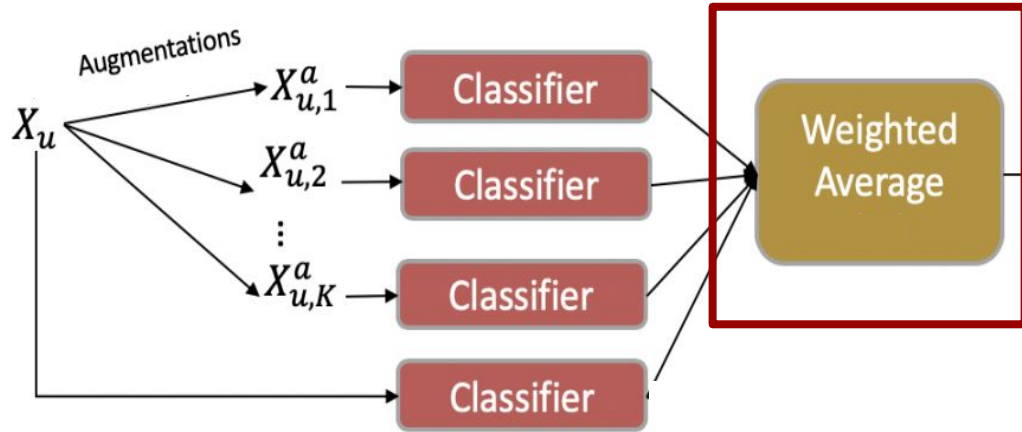 Augmentations
X_u
X^a_{u,1}
Classifier
X^a_{u,2}
Classifier
⋮
X^a_{u,K}
Classifier
Classifier
Weighted
Average